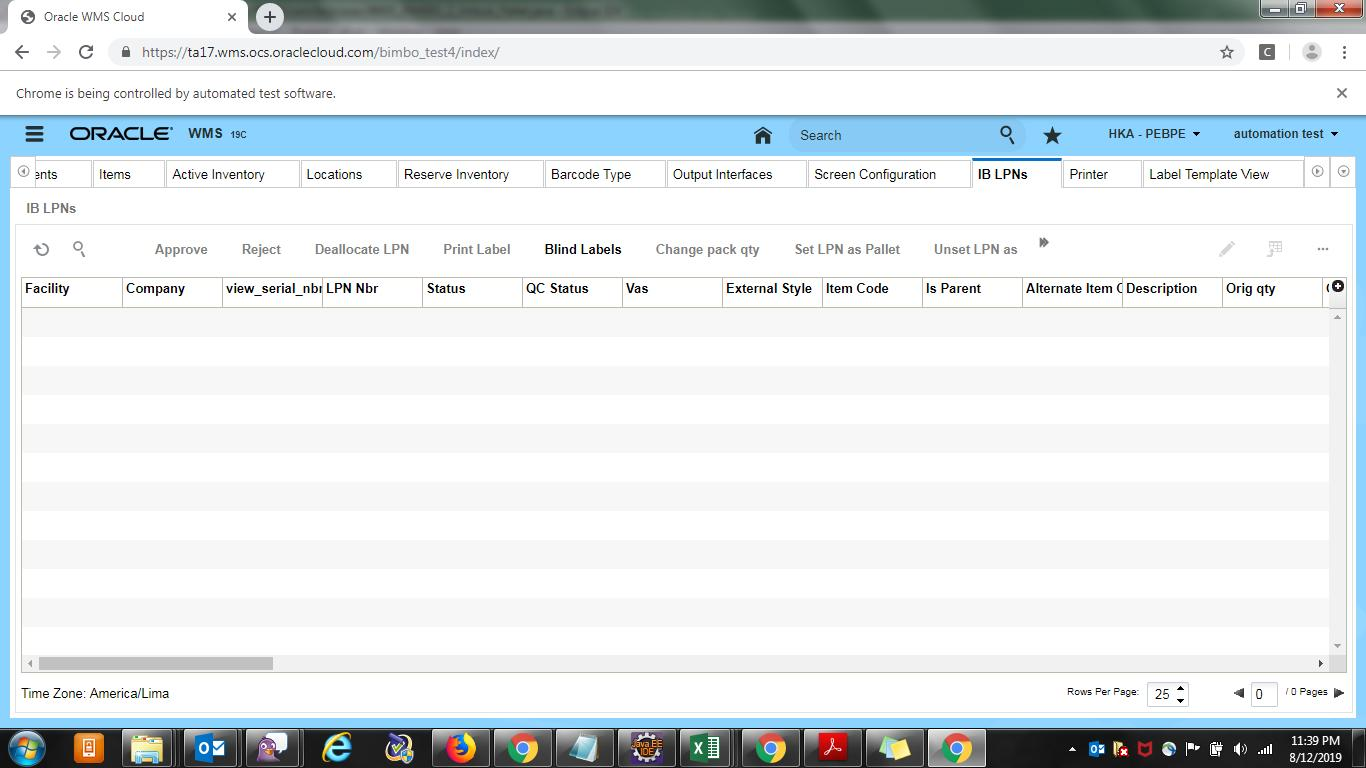 Oracle WMS Cloud
https://ta17.wms.ocs.oraclecloud.com/bimbo_test4/index/
C
Chrome is being controlled by automated test software.
ORACLE WMS 19C
Search
HKA - PEBPE
automation test
ents Items Active Inventory Locations Reserve Inventory Barcode Type Output Interfaces Screen Configuration IB LPNs Printer Label Template View
IB LPNs
Approve Reject Deallocate LPN Print Label Blind Labels Change pack qty Set LPN as Pallet Unset LPN as
Facility Company view_serial_nbr LPN Nbr Status QC Status Vas External Style Item Code Is Parent Alternate Item C Description Orig qty
Time Zone: America/Lima
Rows Per Page: 25 0 / 0 Pages
Java EE IDE
11:39 PM
8/12/2019